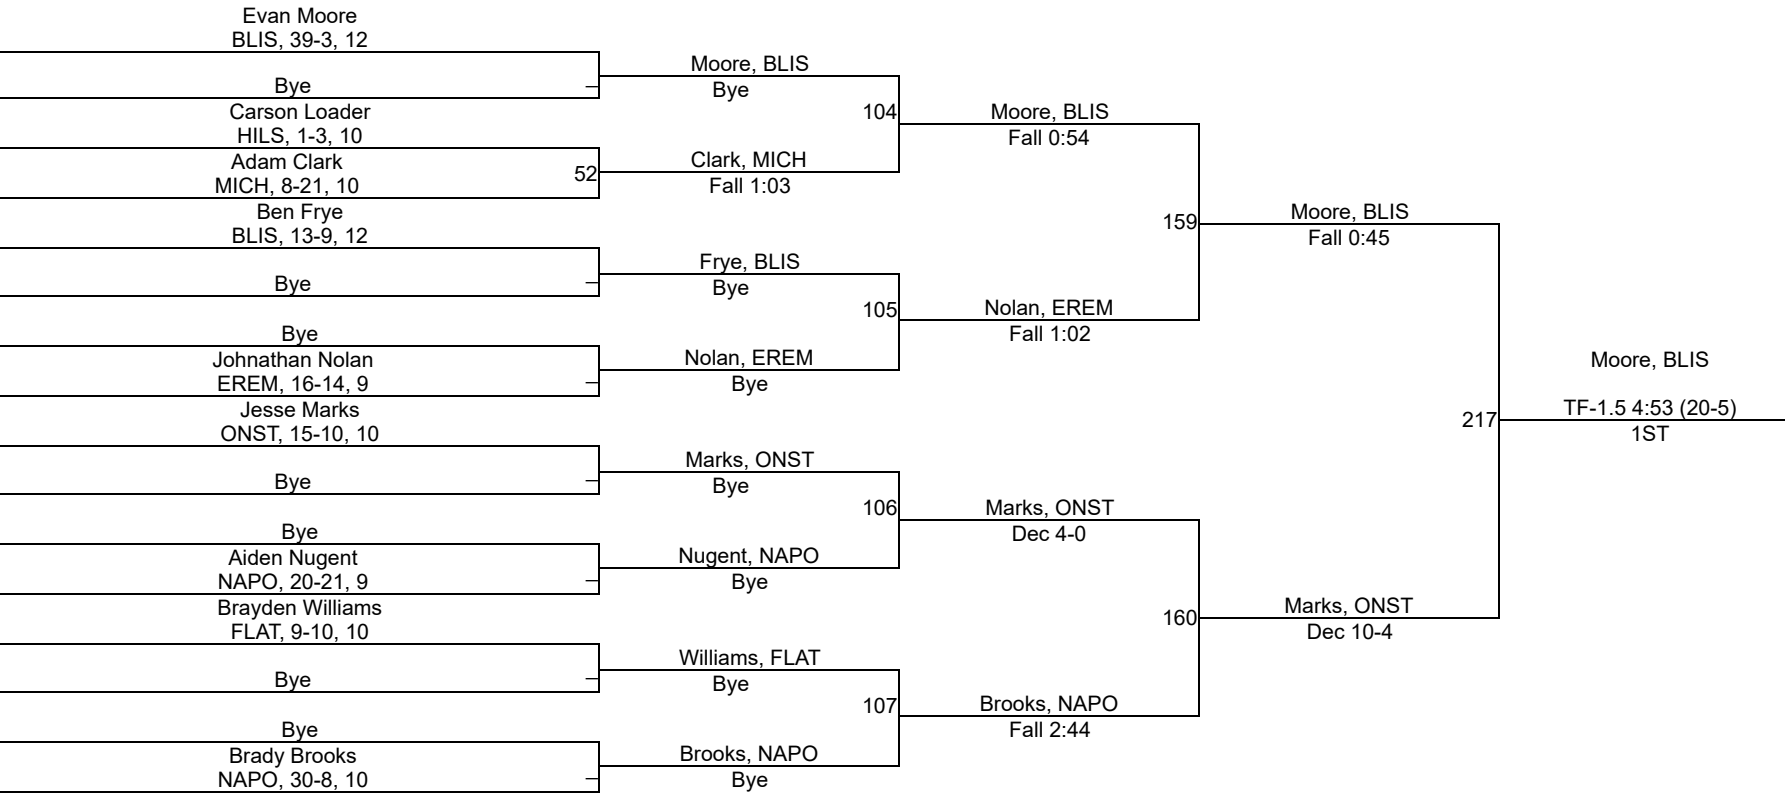 Evan Moore
BLIS, 39-3, 12
Bye
Carson Loader
HILS, 1-3, 10
Adam Clark
MICH, 8-21, 10
52
Ben Frye
BLIS, 13-9, 12
Bye
Bye
Johnathan Nolan
EREM, 16-14, 9
Jesse Marks
ONST, 15-10, 10
Bye
Bye
Aiden Nugent
NAPO, 20-21, 9
Brayden Williams
FLAT, 9-10, 10
Bye
Bye
Brady Brooks
NAPO, 30-8, 10
Moore, BLIS
Bye
104
Clark, MICH
Fall 1:03
Frye, BLIS
Bye
105
Nolan, EREM
Bye
Marks, ONST
Bye
106
Nugent, NAPO
Bye
Williams, FLAT
Bye
107
Brooks, NAPO
Bye
Moore, BLIS
Fall 0:54
159
Nolan, EREM
Fall 1:02
Marks, ONST
Dec 4-0
160
Brooks, NAPO
Fall 2:44
Moore, BLIS
Fall 0:45
217
Marks, ONST
Dec 10-4
Moore, BLIS
TF-1.5 4:53 (20-5)
1ST